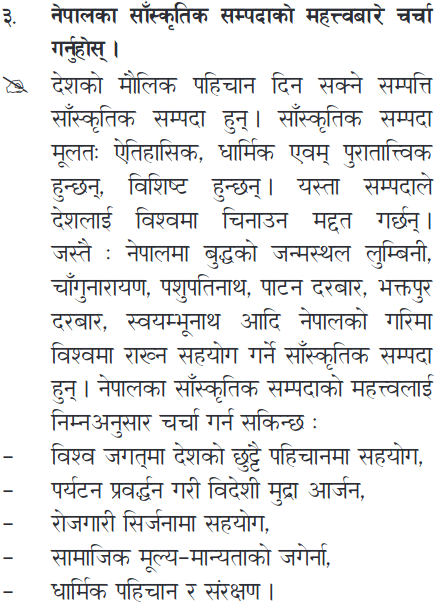 ३. नेपालका साँस्कृतिक सम्पदाको महत्त्वबारे चर्चा
गर्नुहोस् ।
देशको मौलिक पहिचान दिन सक्ने सम्पत्ति
साँस्कृतिक सम्पदा हुन् । साँस्कृतिक सम्पदा
मूलतः ऐतिहासिक, धार्मिक एवम् पुरातात्त्विक
हुन्छन्, विशिष्ट हुन्छन् । यस्ता सम्पदाले
देशलाई विश्वमा चिनाउन मद्दत गर्छन् ।
जस्तै : नेपालमा बुद्धको जन्मस्थल लुम्बिनी,
चाँगुनारायण, पशुपतिनाथ, पाटन दरबार, भक्तपुर
दरबार, स्वयम्भूनाथ आदि नेपालको गरिमा
विश्वमा राख्न सहयोग गर्ने साँस्कृतिक सम्पदा
हुन् । नेपालका साँस्कृतिक सम्पदाको महत्त्वलाई
निम्नअनुसार चर्चा गर्न सकिन्छ :
– विश्व जगत्‌मा देशको छुट्टै पहिचानमा सहयोग,
– पर्यटन प्रवर्द्धन गरी विदेशी मुद्रा आर्जन,
– रोजगारी सिर्जनामा सहयोग,
– सामाजिक मूल्य–मान्यताको जगेर्ना,
– धार्मिक पहिचान र संरक्षण ।